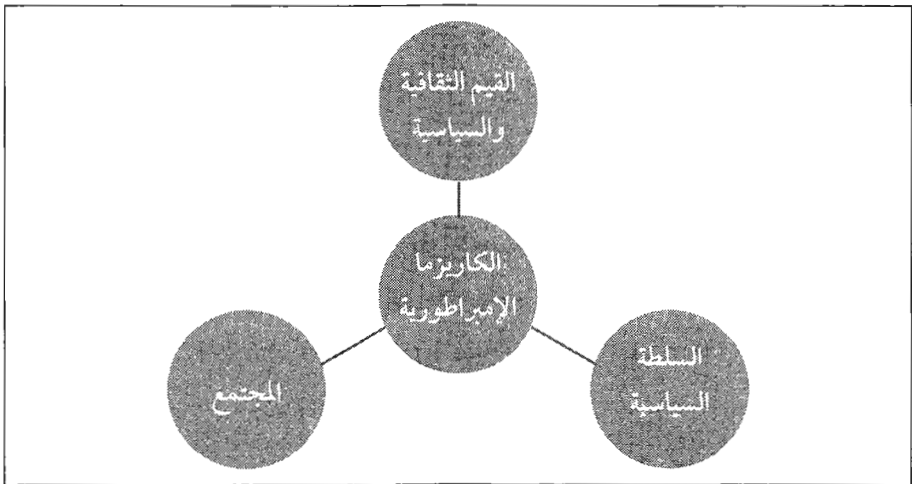 القيم الثقافية
والسياسية
الكاريزما
الإمبراطورية
السلطة
السياسية
المجتمع